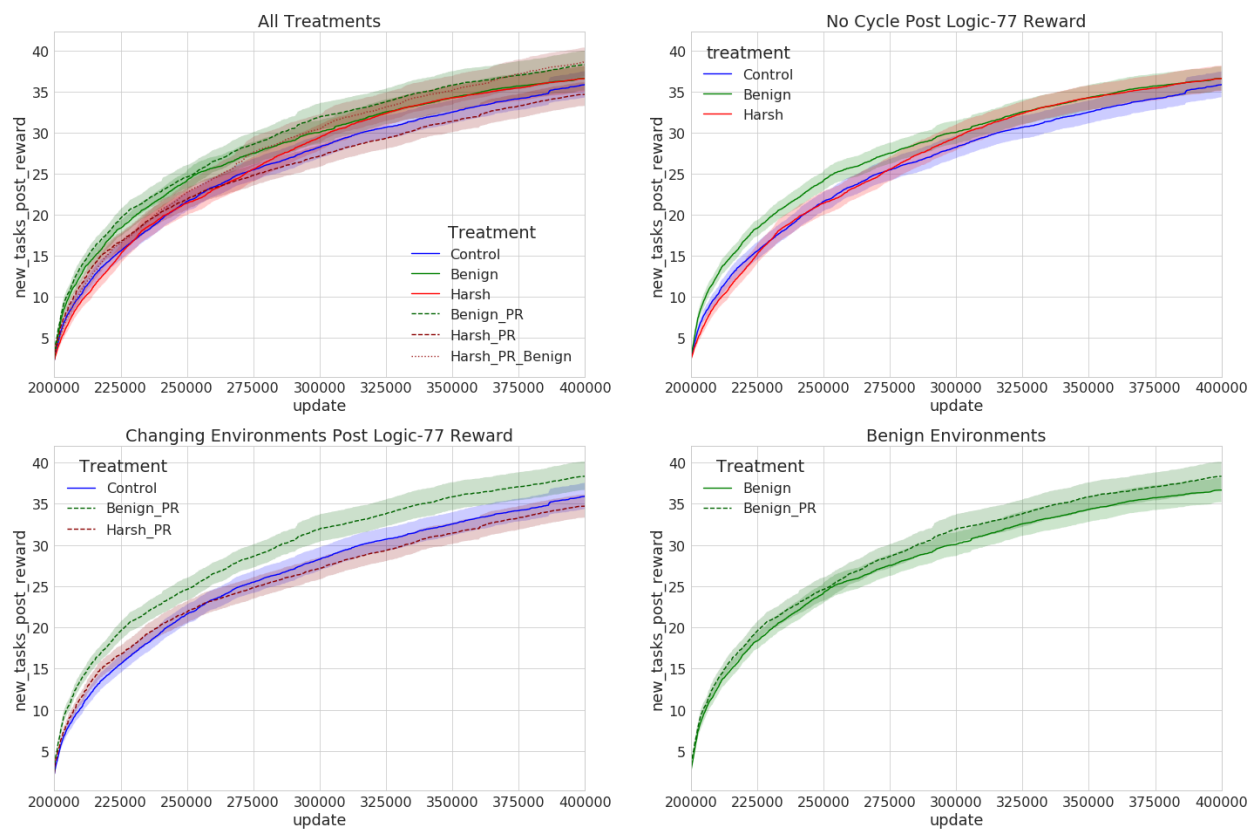 All Treatments
new_tasks_post_reward
40
35
30
25
20
15
10
5
Treatment
Control
Benign
Harsh
Benign_PR
Harsh_PR
Harsh_PR_Benign
200000 225000 250000 275000 300000 325000 350000 375000 400000
update
No Cycle Post Logic-77 Reward
new_tasks_post_reward
40
35
30
25
20
15
10
5
treatment
Control
Benign
Harsh
200000 225000 250000 275000 300000 325000 350000 375000 400000
update
Changing Environments Post Logic-77 Reward
new_tasks_post_reward
40
35
30
25
20
15
10
5
Treatment
Control
Benign_PR
Harsh_PR
200000 225000 250000 275000 300000 325000 350000 375000 400000
update
Benign Environments
new_tasks_post_reward
40
35
30
25
20
15
10
5
Treatment
Benign
Benign_PR
200000 225000 250000 275000 300000 325000 350000 375000 400000
update